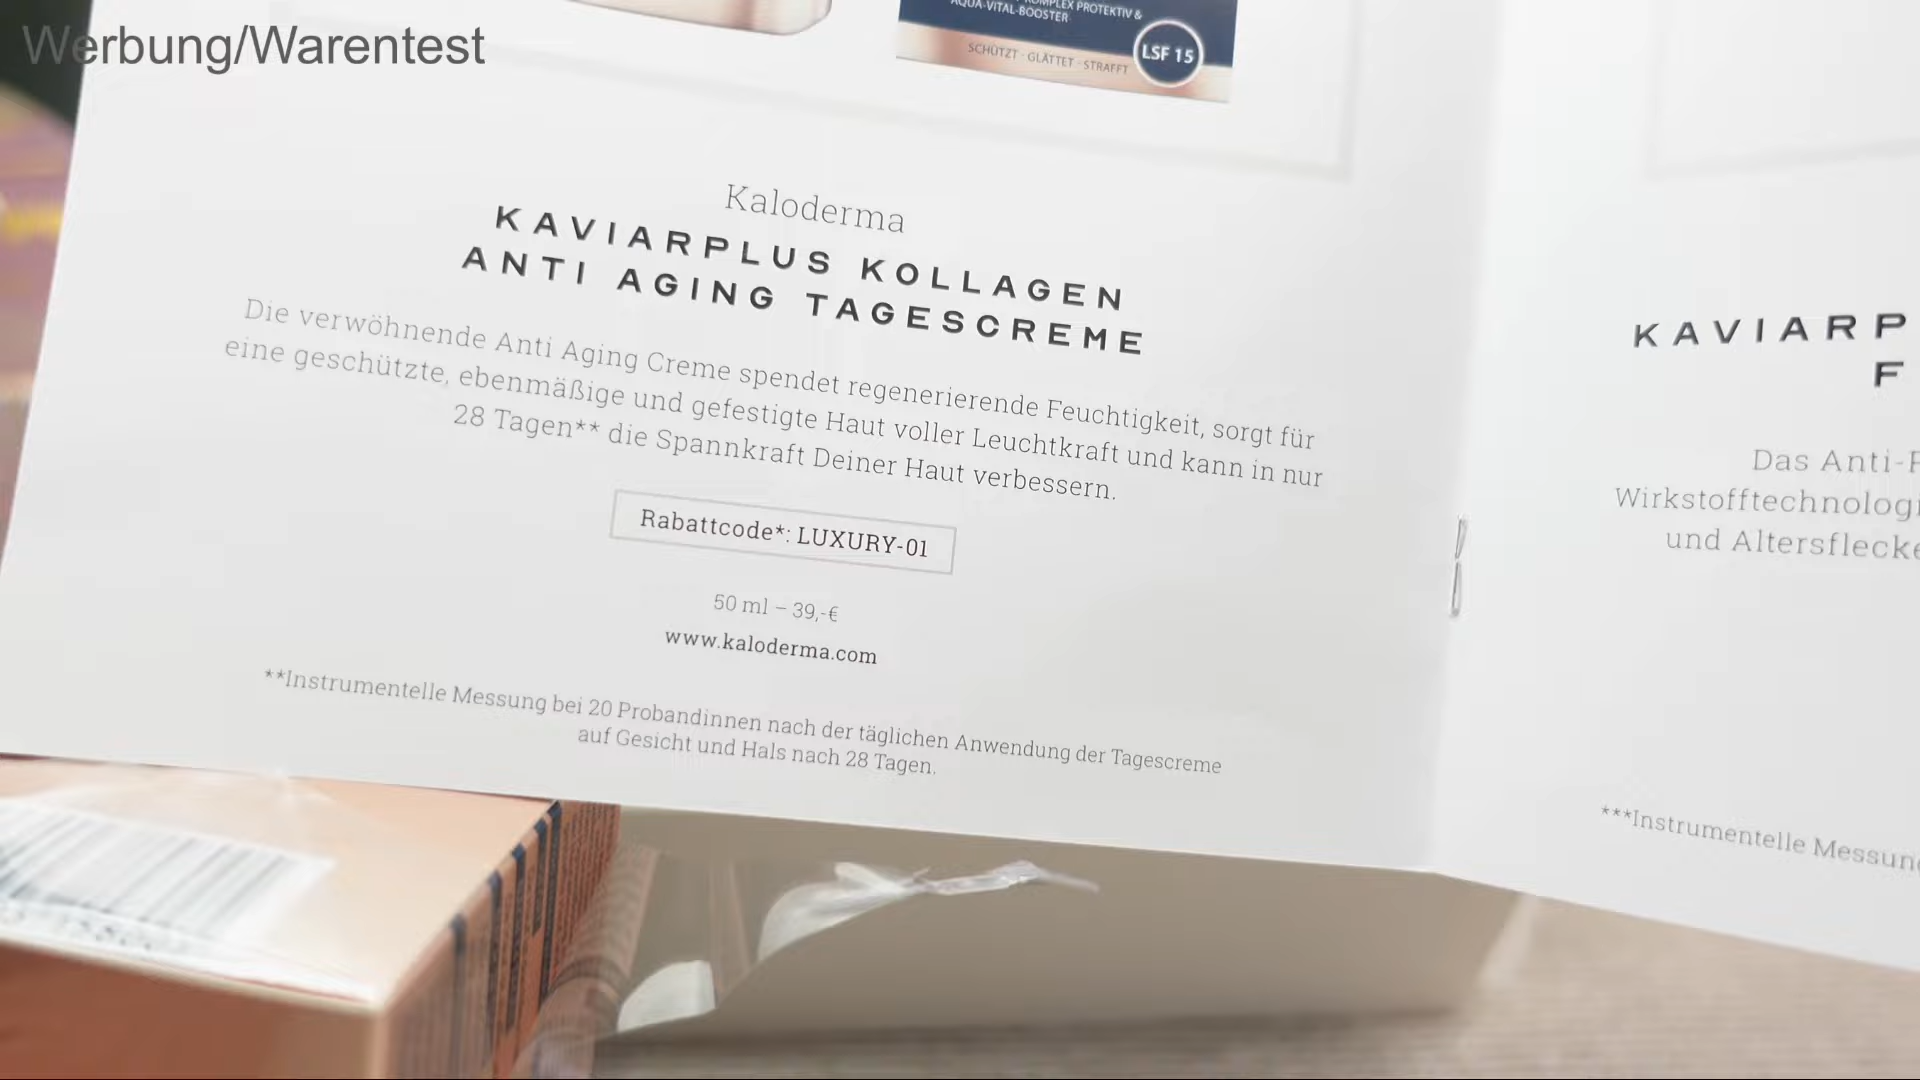 Werbung/Warentest
KOMPLEX PROTEKTIV &
AQUA-VITAL-BOOSTER
SCHÜTZT · GLÄTTET · STRAFFT
LSF 15
Kaloderma
KAVIARPLUS KOLLAGEN
ANTI AGING TAGESCREME
Die verwöhnende Anti Aging Creme spendet regenerierende Feuchtigkeit, sorgt für
eine geschützte, ebenmäßige und gefestigte Haut voller Leuchtkraft und kann in nur
28 Tagen** die Spannkraft Deiner Haut verbessern.
Rabattcode*: LUXURY-01
50 ml – 39,-€
www.kaloderma.com
**Instrumentelle Messung bei 20 Probandinnen nach der täglichen Anwendung der Tagescreme
auf Gesicht und Hals nach 28 Tagen.
KAVIARP
F
Das Anti-
Wirkstofftechnolog
und Altersflecke
***Instrumentelle Messun